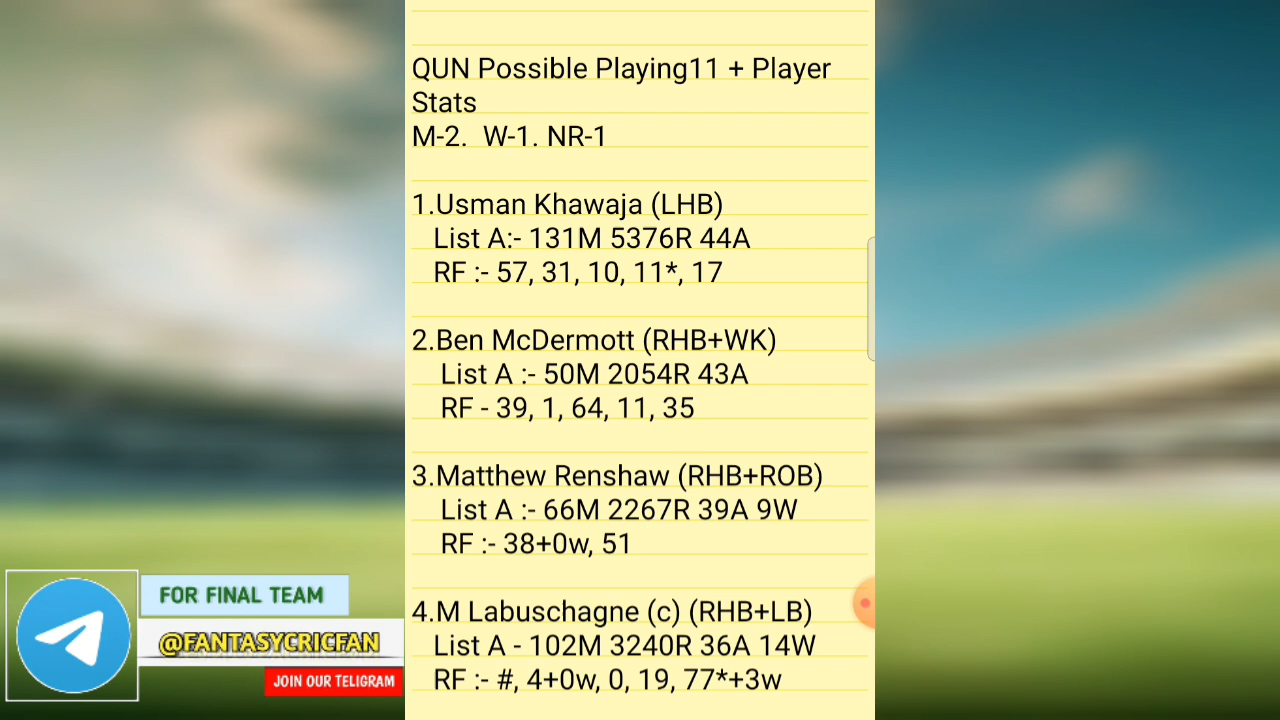 QUN Possible Playing11 + Player
Stats
M-2. W-1. NR-1
1.Usman Khawaja (LHB)
List A:- 131M 5376R 44A
RF :- 57, 31, 10, 11*, 17
2.Ben McDermott (RHB+WK)
List A :- 50M 2054R 43A
RF - 39, 1, 64, 11, 35
3.Matthew Renshaw (RHB+ROB)
List A :- 66M 2267R 39A 9W
RF :- 38+0w, 51
4.M Labuschagne (c) (RHB+LB)
List A - 102M 3240R 36A 14W
RF :- #, 4+0w, 0, 19, 77*+3w
FOR FINAL TEAM
@FANTASYCRICFAN
JOIN OUR TELIGRAM